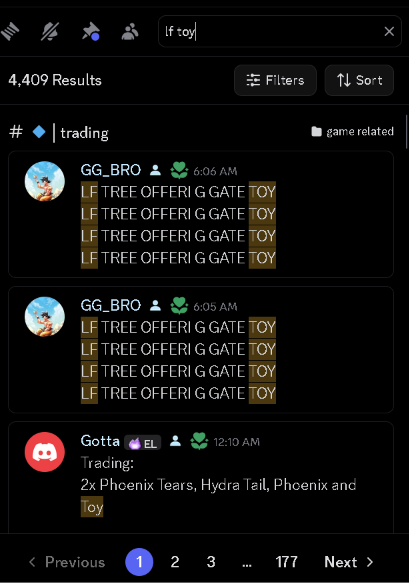 lf toy
4,409 Results
Filters
Sort
# | trading
game related
GG_BRO 6:06 AM
LF TREE OFFERI G GATE TOY
LF TREE OFFERI G GATE TOY
LF TREE OFFERI G GATE TOY
LF TREE OFFERI G GATE TOY
GG_BRO 6:05 AM
LF TREE OFFERI G GATE TOY
LF TREE OFFERI G GATE TOY
LF TREE OFFERI G GATE TOY
LF TREE OFFERI G GATE TOY
Gotta EL 12:10 AM
Trading:
2x Phoenix Tears, Hydra Tail, Phoenix and
Toy
Previous 1 2 3 ... 177 Next